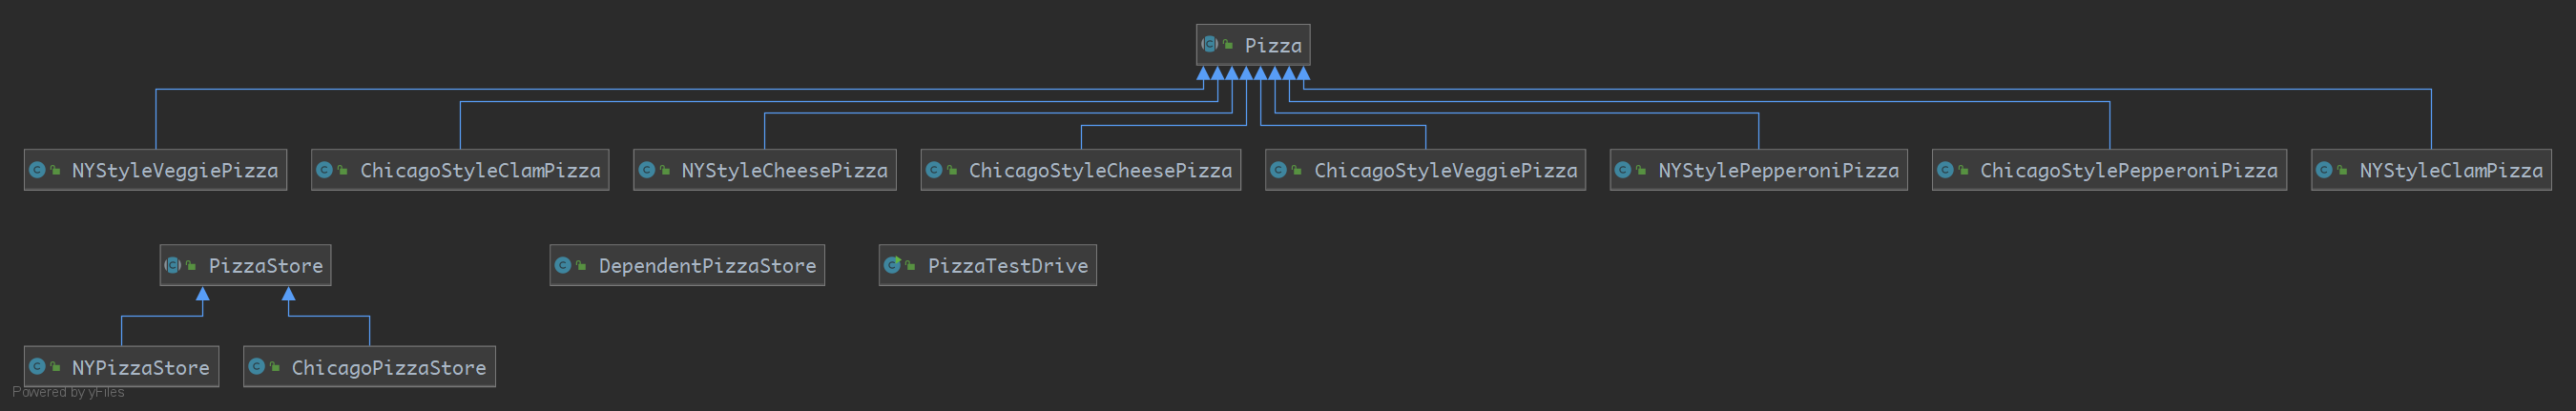 Pizza
NYStyleVeggiePizza
ChicagoStyleClamPizza
NYStyleCheesePizza
ChicagoStyleCheesePizza
ChicagoStyleVeggiePizza
NYStylePepperoniPizza
ChicagoStylePepperoniPizza
NYStyleClamPizza
PizzaStore
DependentPizzaStore
PizzaTestDrive
NYPizzaStore
ChicagoPizzaStore
Powered by yFiles